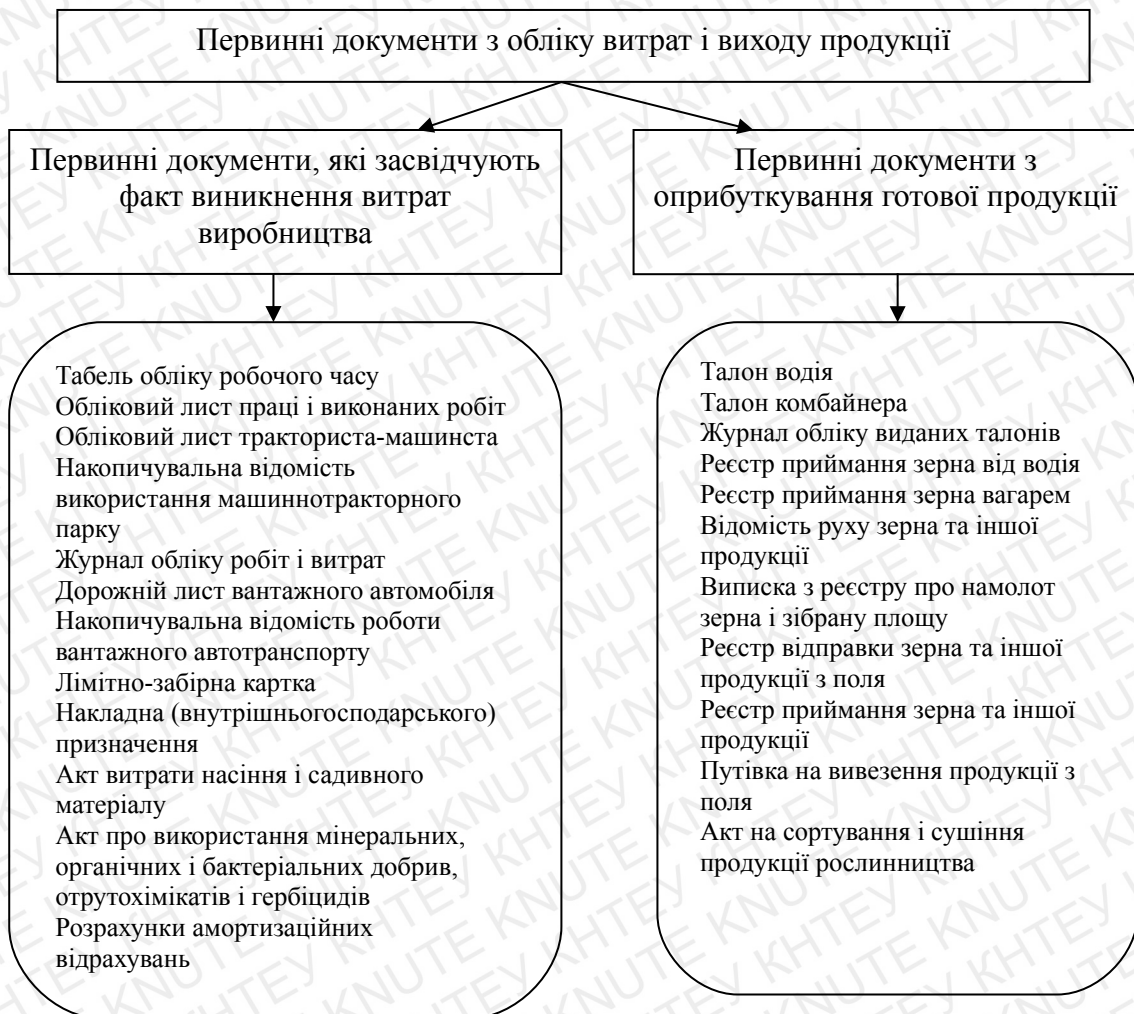 Первинні документи з обліку витрат і виходу продукції
Первинні документи, які засвідчують
факт виникнення витрат
виробництва
Первинні документи з
оприбуткування готової продукції
Табель обліку робочого часу
Обліковий лист праці і виконаних робіт
Обліковий лист тракториста-машинста
Накопичувальна відомість
використання машиннотракторного
парку
Журнал обліку робіт і витрат
Дорожній лист вантажного автомобіля
Накопичувальна відомість роботи
вантажного автотранспорту
Лімітно-забірна картка
Накладна (внутрішньогосподарського)
призначення
Акт витрати насіння і садивного
матеріалу
Акт про використання мінеральних,
органічних і бактеріальних добрив,
отрутохімікатів і гербіцидів
Розрахунки амортизаційних
відрахувань
Талон водія
Талон комбайнера
Журнал обліку виданих талонів
Реєстр приймання зерна від водія
Реєстр приймання зерна вагарем
Відомість руху зерна та іншої
продукції
Виписка з реєстру про намолот
зерна і зібрану площу
Реєстр відправки зерна та іншої
продукції з поля
Реєстр приймання зерна та іншої
продукції
Путівка на вивезення продукції з
поля
Акт на сортування і сушіння
продукції рослинництва